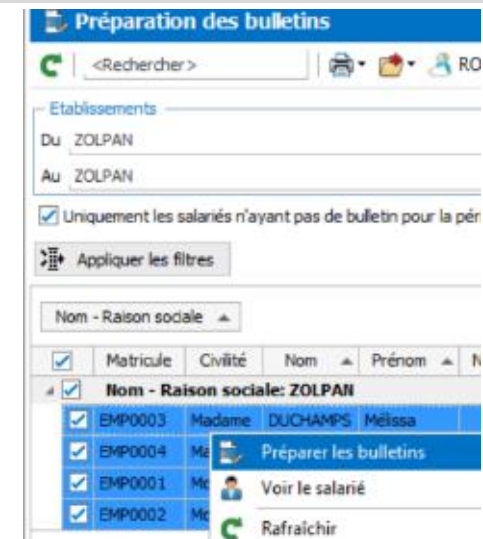 Préparation des bulletins
<Rechercher>
RO
Etablissements
Du ZOLPAN
Au ZOLPAN
Uniquement les salariés n'ayant pas de bulletin pour la pér
Appliquer les filtres
Nom - Raison sociale
Matricule Civilité Nom Prénom N
Nom - Raison sociale: ZOLPAN
EMP0003 Madame DUCHAMPS Mélissa
EMP0004 Ma Préparer les bulletins
EMP0001 Mo Voir le salarié
EMP0002 Mo
Rafraîchir